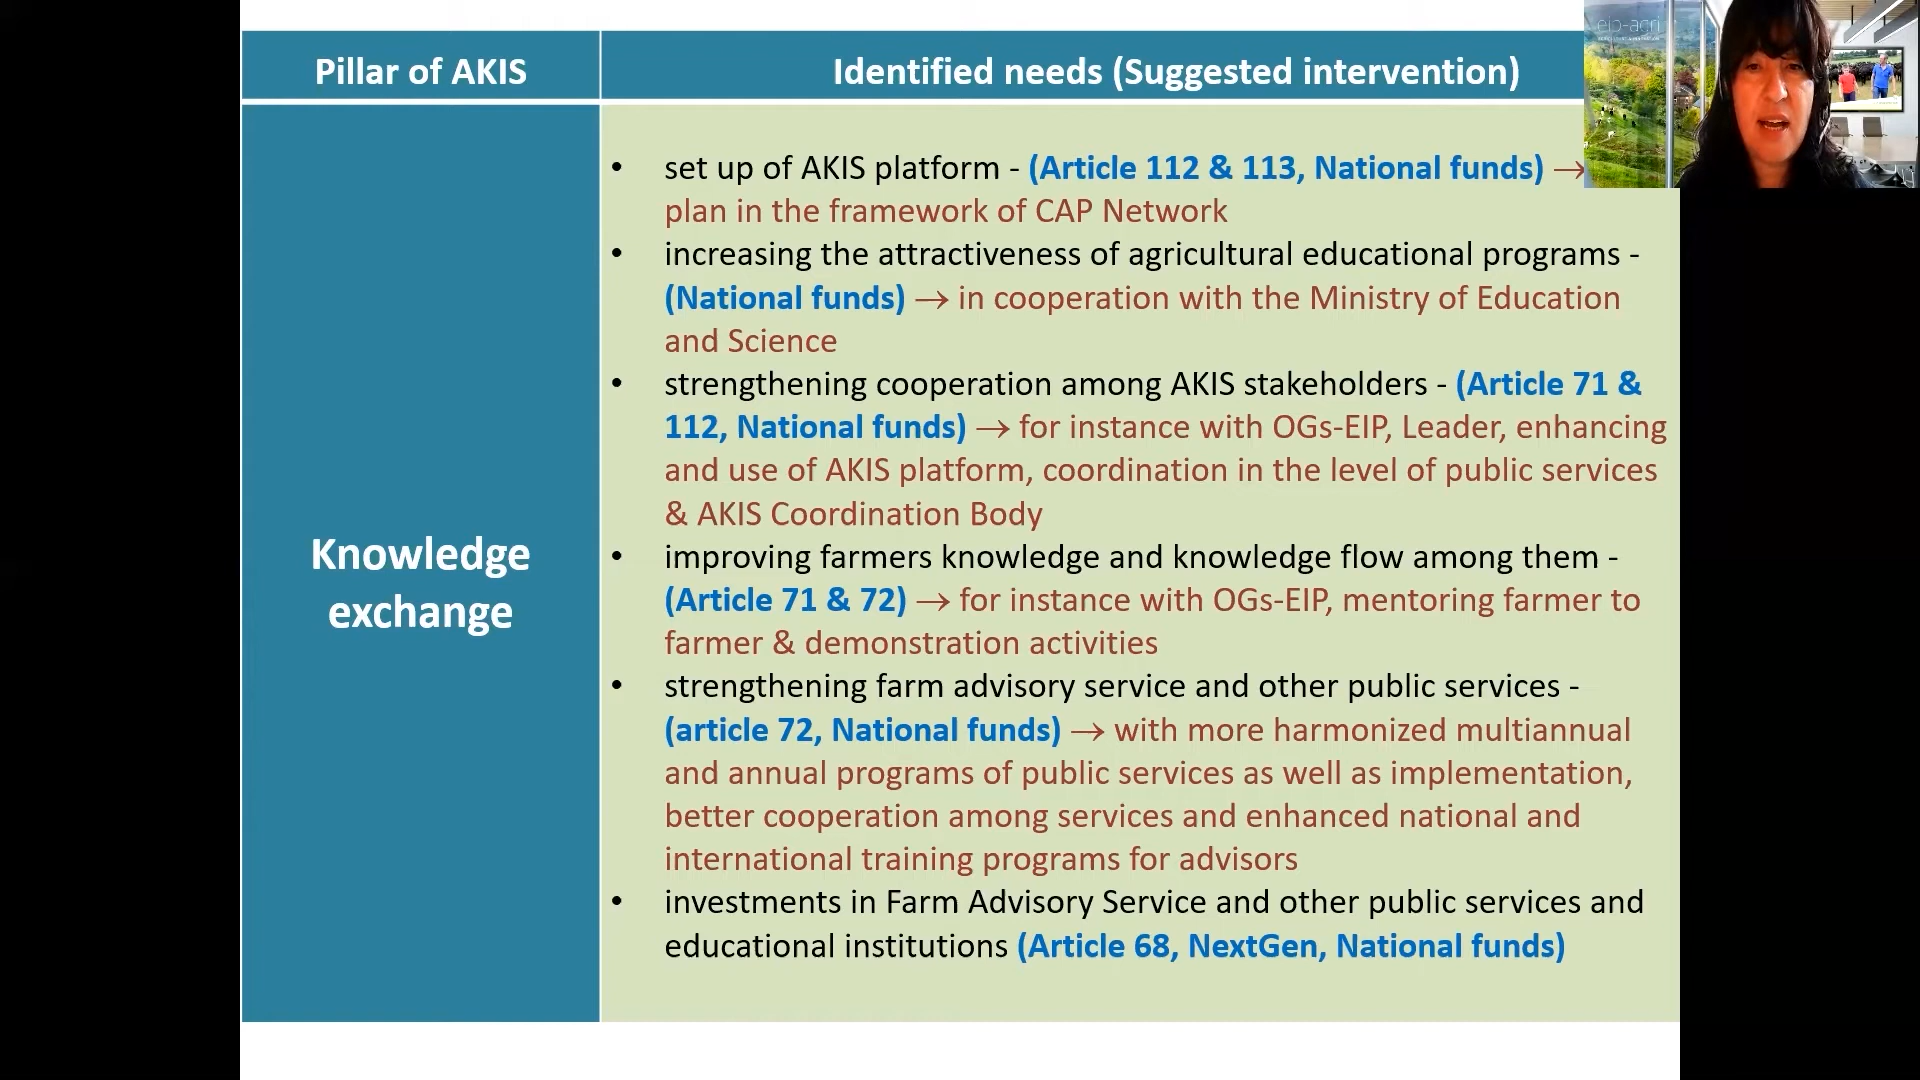 eip-agri
Pillar of AKIS
Identified needs (Suggested intervention)
• set up of AKIS platform - (Article 112 & 113, National funds) →
plan in the framework of CAP Network
• increasing the attractiveness of agricultural educational programs -
(National funds) → in cooperation with the Ministry of Education
and Science
• strengthening cooperation among AKIS stakeholders - (Article 71 &
112, National funds) → for instance with OGs-EIP, Leader, enhancing
and use of AKIS platform, coordination in the level of public services
& AKIS Coordination Body
• improving farmers knowledge and knowledge flow among them -
(Article 71 & 72) → for instance with OGs-EIP, mentoring farmer to
farmer & demonstration activities
• strengthening farm advisory service and other public services -
(article 72, National funds) → with more harmonized multiannual
and annual programs of public services as well as implementation,
better cooperation among services and enhanced national and
international training programs for advisors
• investments in Farm Advisory Service and other public services and
educational institutions (Article 68, NextGen, National funds)
Knowledge
exchange